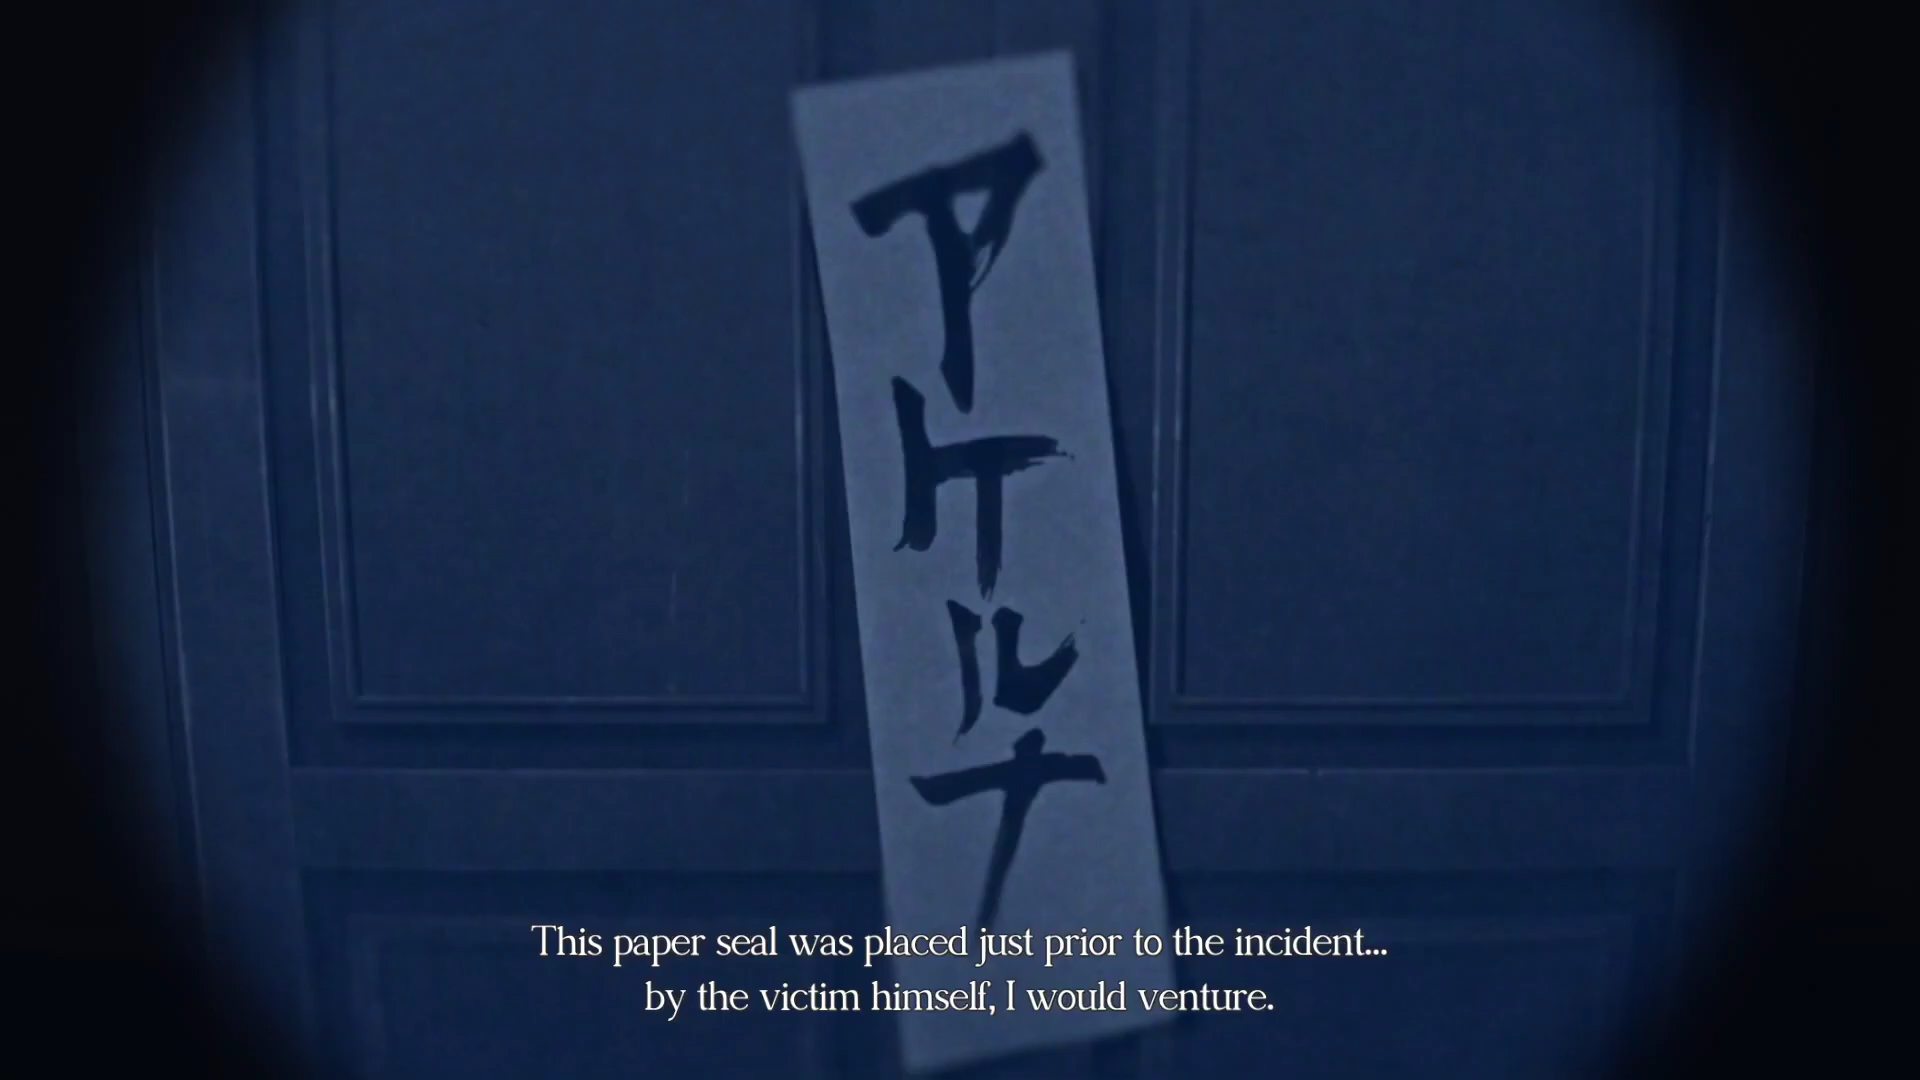 アケルナ
This paper seal was placed just prior to the incident...
by the victim himself, I would venture.